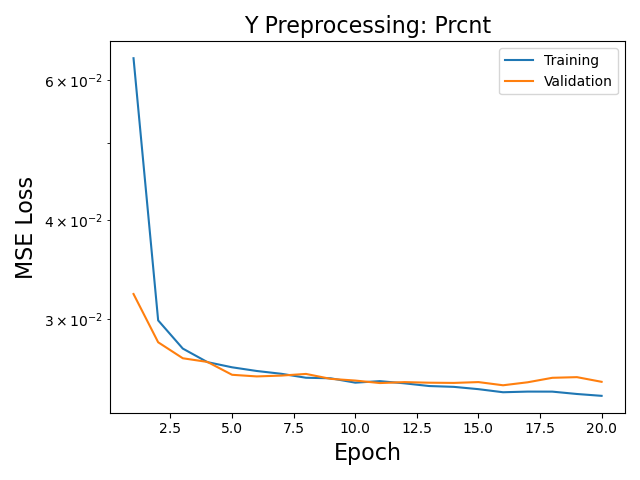 Y Preprocessing: Prcnt
Training
Validation
6 × 10⁻²
4 × 10⁻²
3 × 10⁻²
MSE Loss
2.5 5.0 7.5 10.0 12.5 15.0 17.5 20.0
Epoch